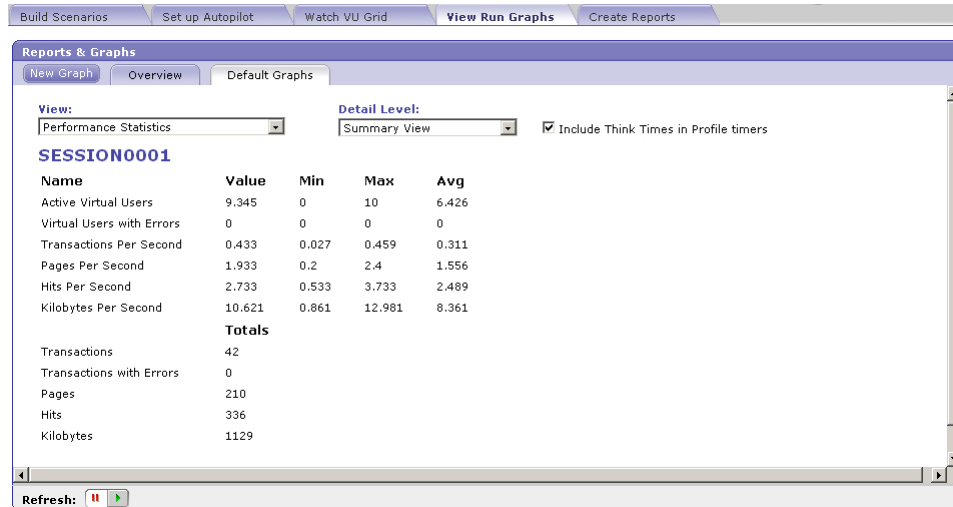 Build Scenarios Set up Autopilot Watch VU Grid View Run Graphs Create Reports
Reports & Graphs
New Graph Overview Default Graphs
View: Detail Level:
Performance Statistics Summary View Include Think Times in Profile timers
SESSION0001
Name Value Min Max Avg
Active Virtual Users 9.345 0 10 6.426
Virtual Users with Errors 0 0 0 0
Transactions Per Second 0.433 0.027 0.459 0.311
Pages Per Second 1.933 0.2 2.4 1.556
Hits Per Second 2.733 0.533 3.733 2.489
Kilobytes Per Second 10.621 0.861 12.981 8.361
Totals
Transactions 42
Transactions with Errors 0
Pages 210
Hits 336
Kilobytes 1129
Refresh: